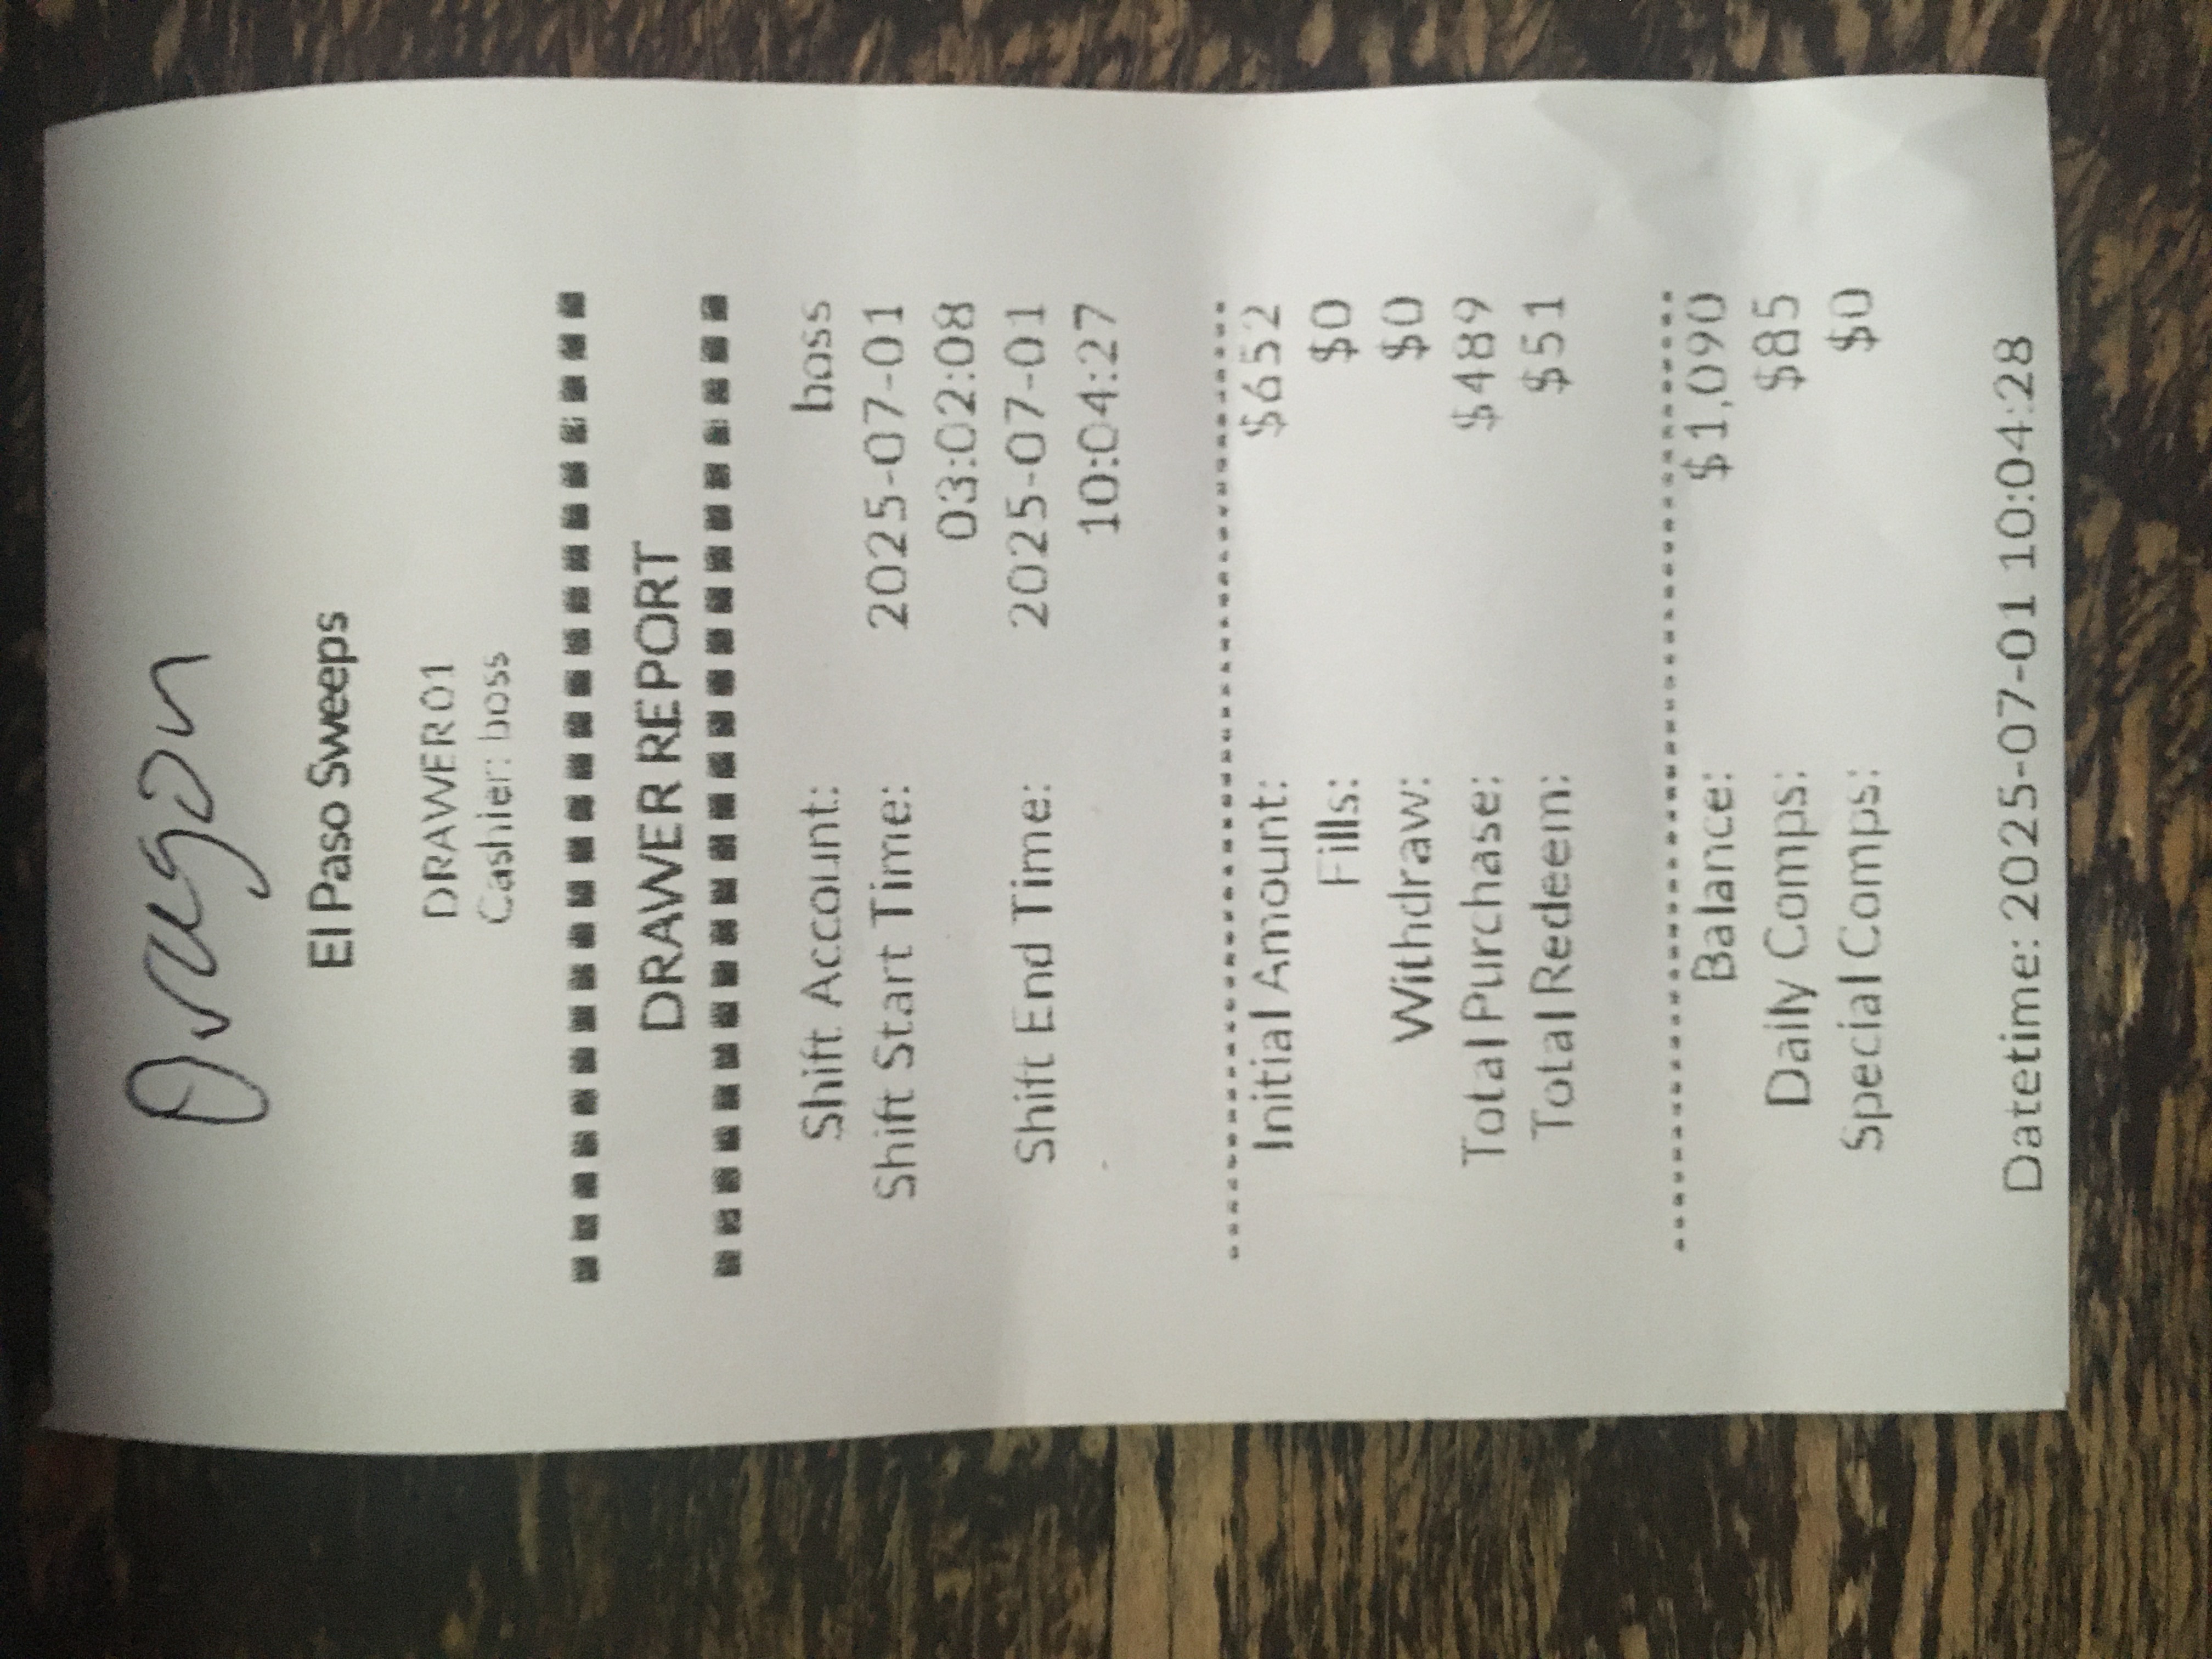 Dragon
El Paso Sweeps
DRAWER01
Cashier: boss
DRAWER REPORT
Shift Account: boss
Shift Start Time: 2025-07-01
03:02:08
Shift End Time: 2025-07-01
10:04:27
Initial Amount: $652
Fills: $0
Withdraw: $0
Total Purchase: $489
Total Redeem: $51
Balance: $1,090
Daily Comps: $85
Special Comps: $0
Datetime: 2025-07-01 10:04:28